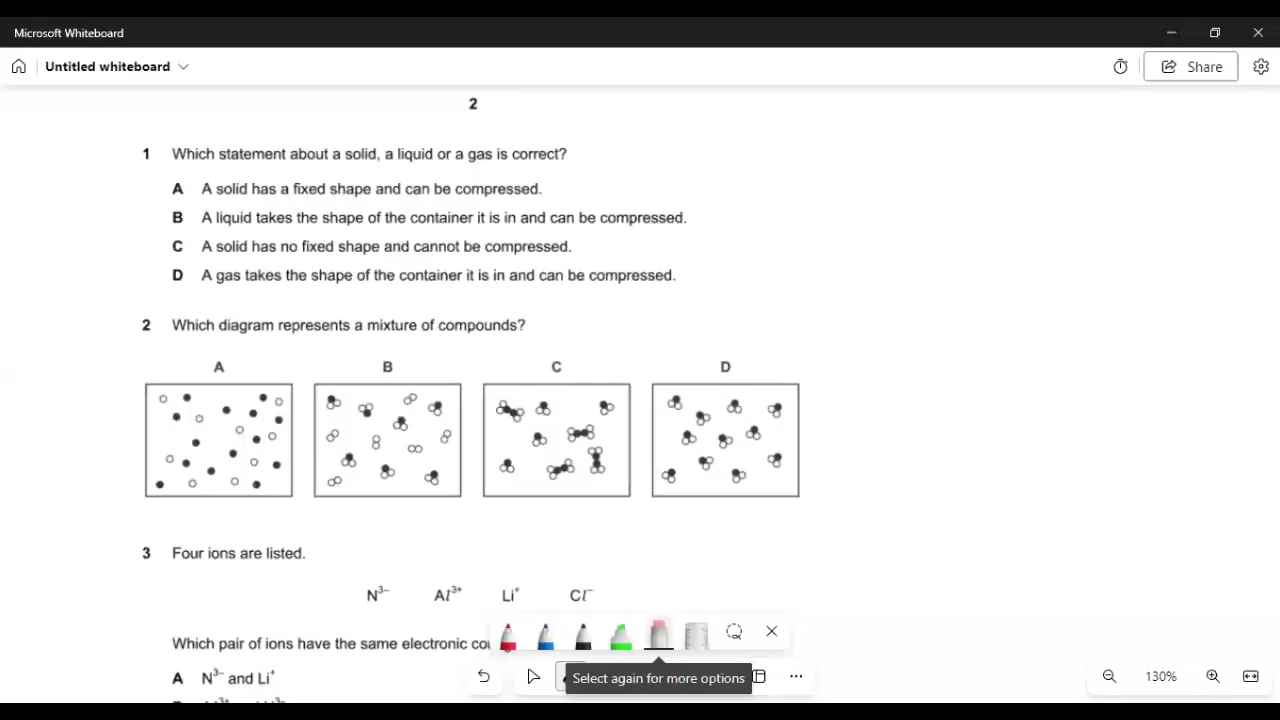 Microsoft Whiteboard
Untitled whiteboard
Share
2
1 Which statement about a solid, a liquid or a gas is correct?
A A solid has a fixed shape and can be compressed.
B A liquid takes the shape of the container it is in and can be compressed.
C A solid has no fixed shape and cannot be compressed.
D A gas takes the shape of the container it is in and can be compressed.
2 Which diagram represents a mixture of compounds?
A B C D
3 Four ions are listed.
N³⁻ Al³⁺ Li⁺ Cl⁻
Which pair of ions have the same electronic
A N³⁻ and Li⁺
Select again for more options
130%